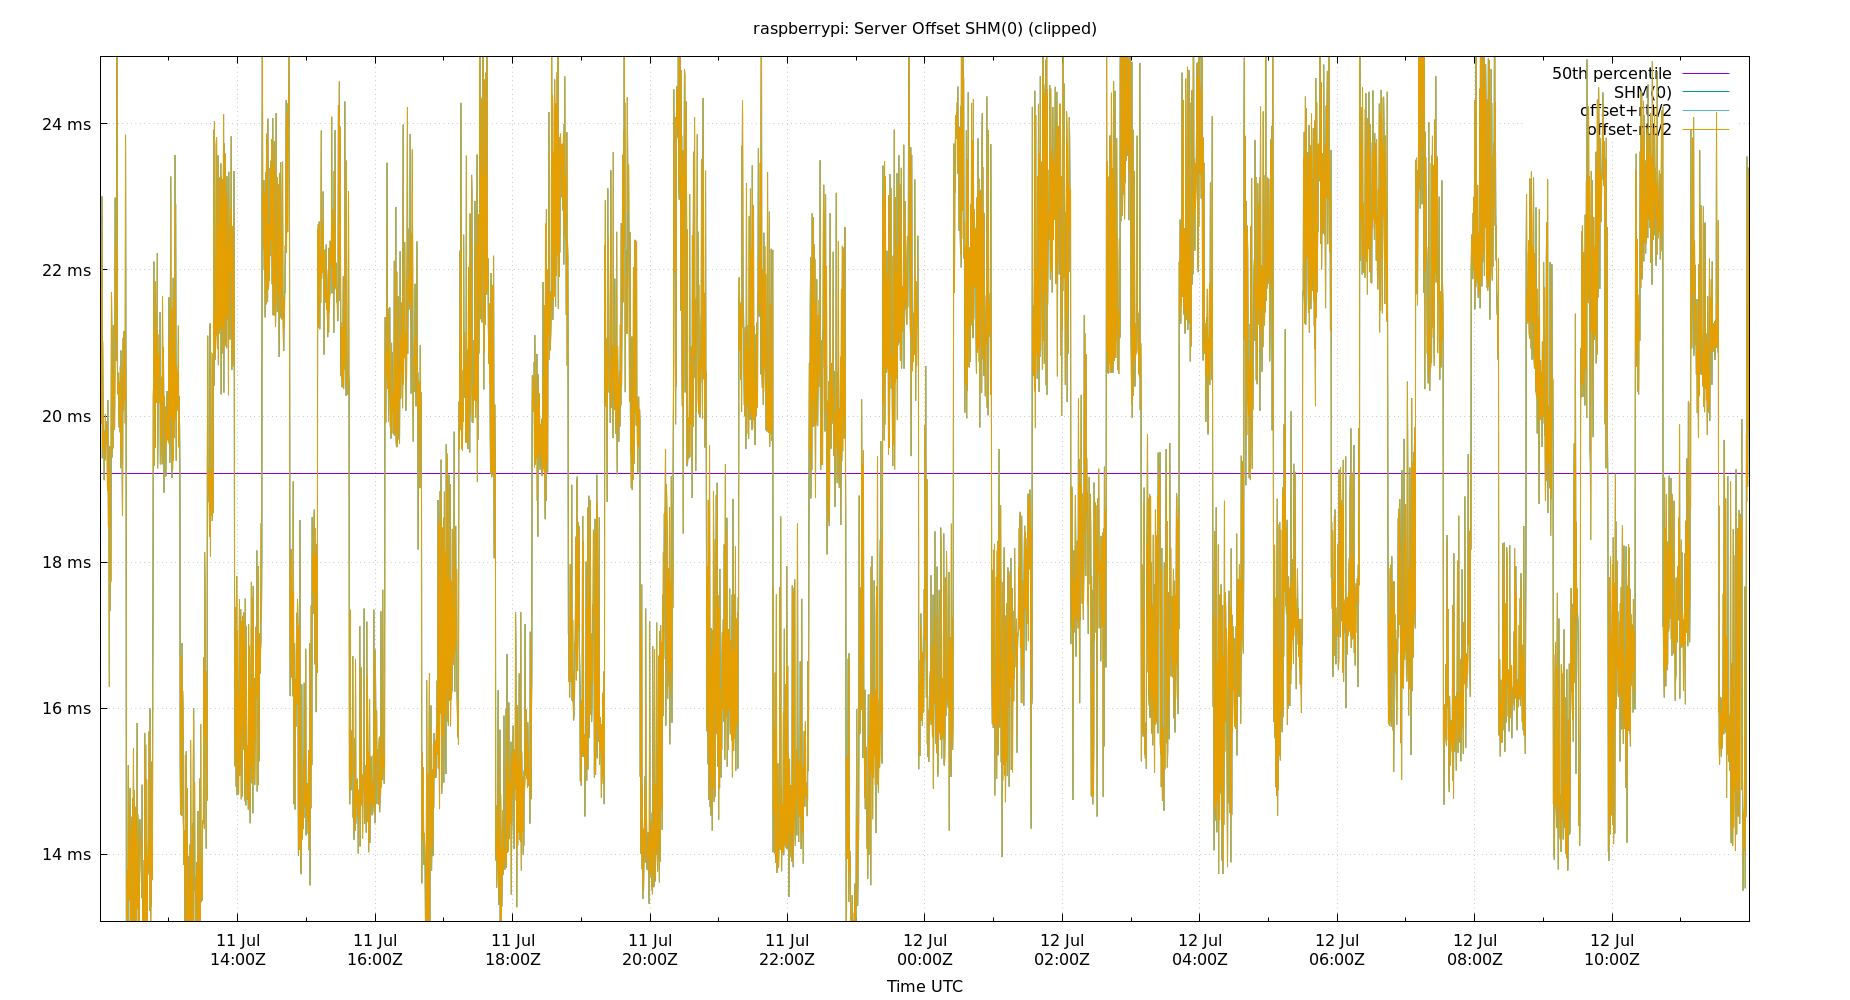 raspberrypi: Server Offset SHM(0) (clipped)
50th percentile
SHM(0)
offset+rtt/2
offset-rtt/2
24 ms
22 ms
20 ms
18 ms
16 ms
14 ms
11 Jul 11 Jul 11 Jul 11 Jul 11 Jul 12 Jul 12 Jul 12 Jul 12 Jul 12 Jul 12 Jul
14:00Z 16:00Z 18:00Z 20:00Z 22:00Z 00:00Z 02:00Z 04:00Z 06:00Z 08:00Z 10:00Z
Time UTC